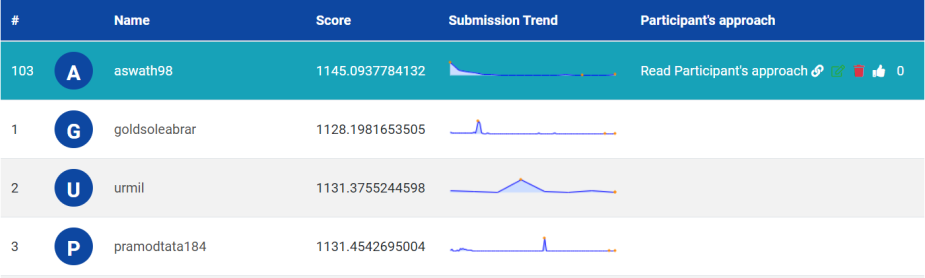 # Name Score Submission Trend Participant's approach
103 A aswath98 1145.0937784132 Read Participant's approach 0
1 G goldsoleabrar 1128.1981653505
2 U urmil 1131.3755244598
3 P pramodtata184 1131.4542695004